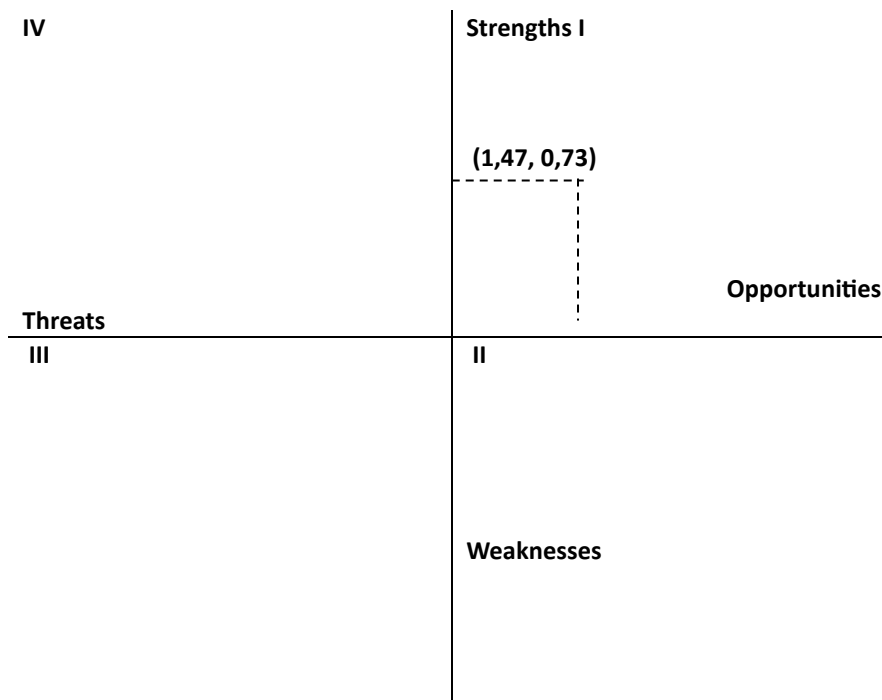 IV
Strengths I
(1,47, 0,73)
Opportunities
Threats
III
II
Weaknesses